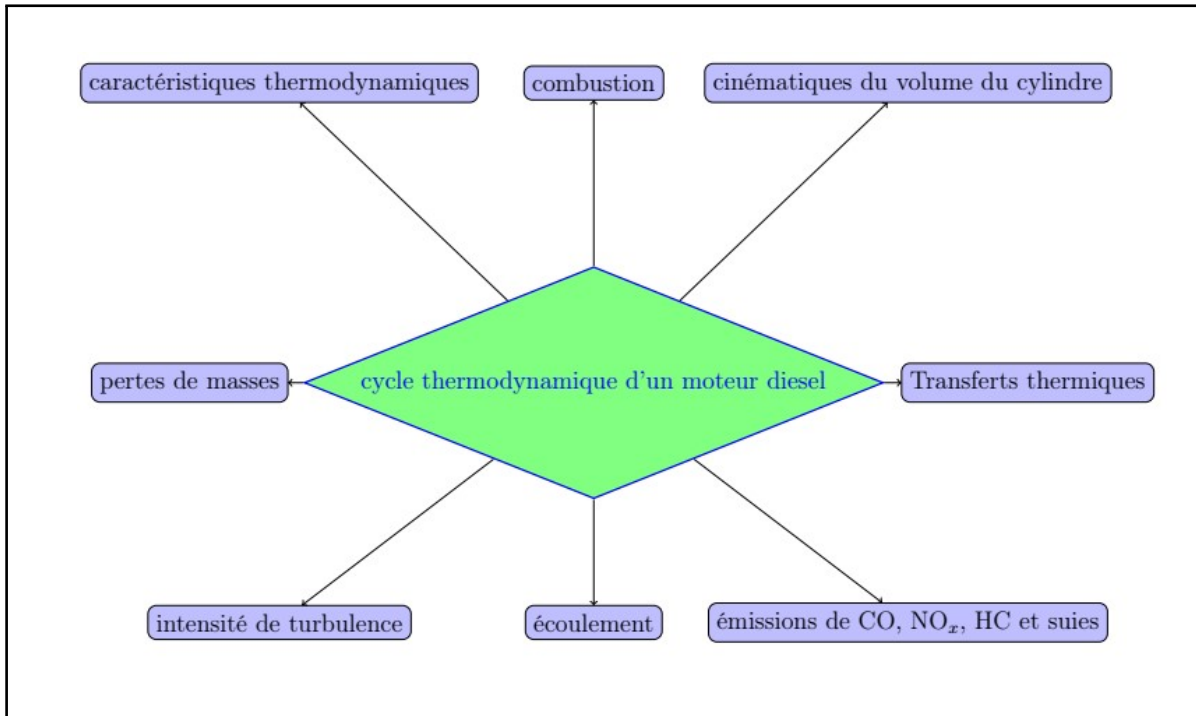 caractéristiques thermodynamiques
combustion
cinématiques du volume du cylindre
pertes de masses
cycle thermodynamique d'un moteur diesel
Transferts thermiques
intensité de turbulence
écoulement
émissions de CO, NOₓ, HC et suies